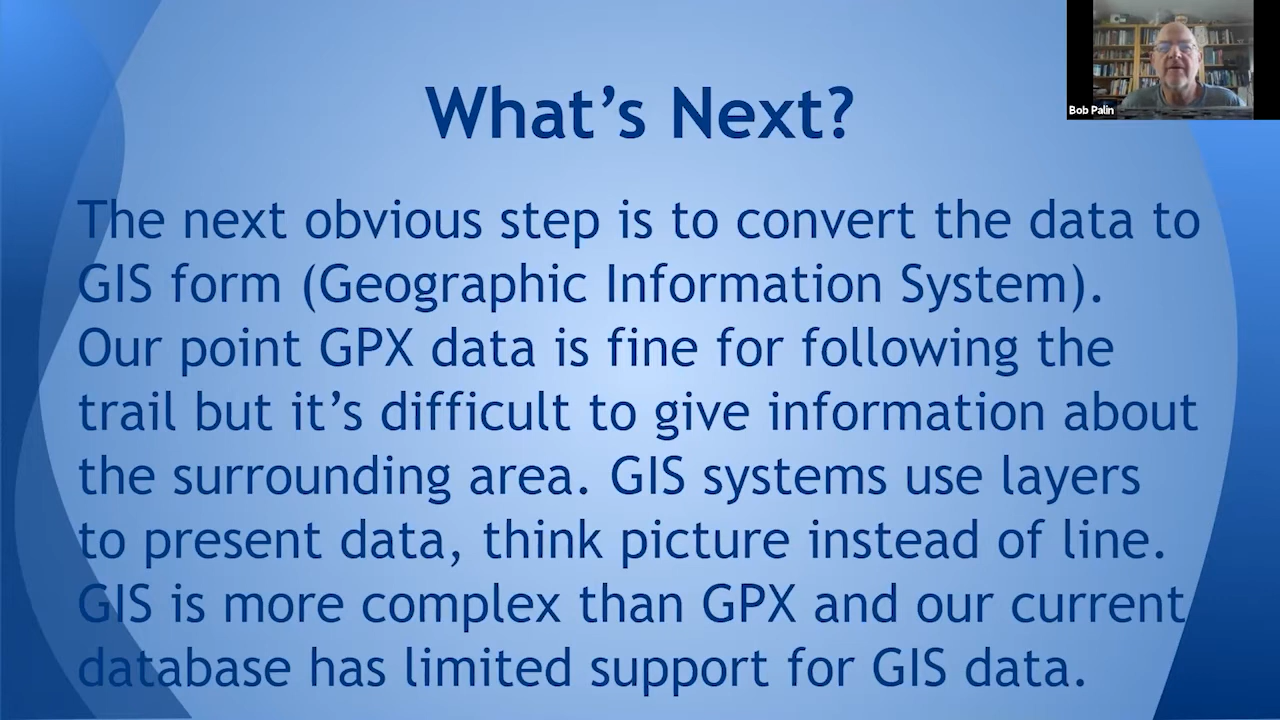 What's Next?
Bob Palin
The next obvious step is to convert the data to
GIS form (Geographic Information System).
Our point GPX data is fine for following the
trail but it's difficult to give information about
the surrounding area. GIS systems use layers
to present data, think picture instead of line.
GIS is more complex than GPX and our current
database has limited support for GIS data.